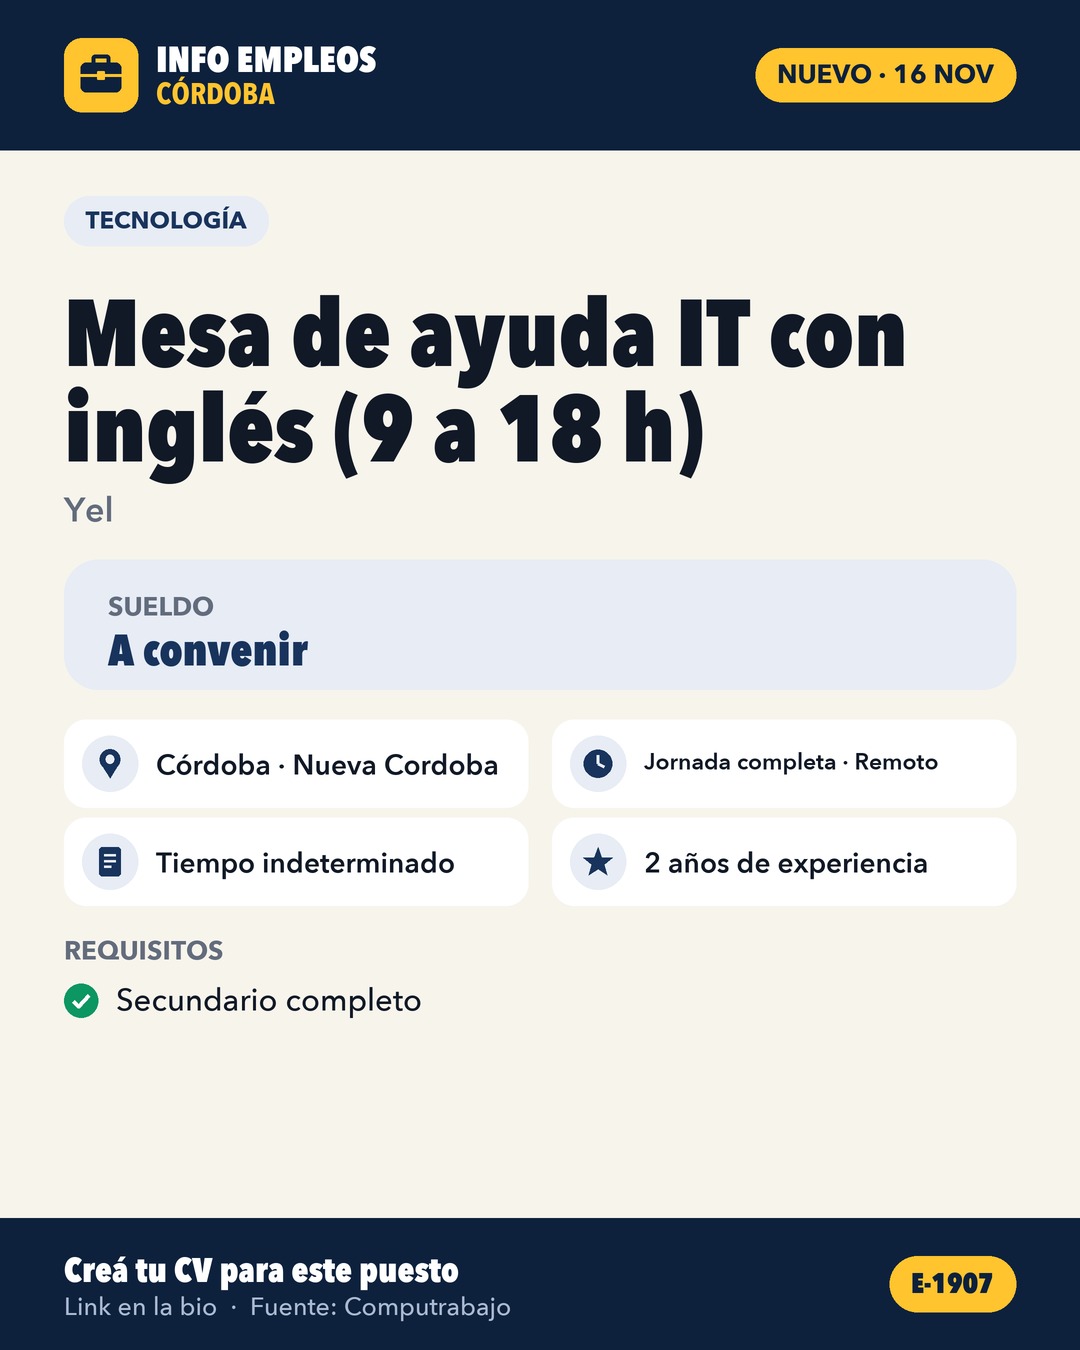 INFO EMPLEOS
CÓRDOBA
NUEVO · 16 NOV
TECNOLOGÍA
Mesa de ayuda IT con
inglés (9 a 18 h)
Yel
SUELDO
A convenir
Córdoba · Nueva Cordoba
Jornada completa · Remoto
Tiempo indeterminado
2 años de experiencia
REQUISITOS
Secundario completo
Creá tu CV para este puesto
Link en la bio · Fuente: Computrabajo
E-1907